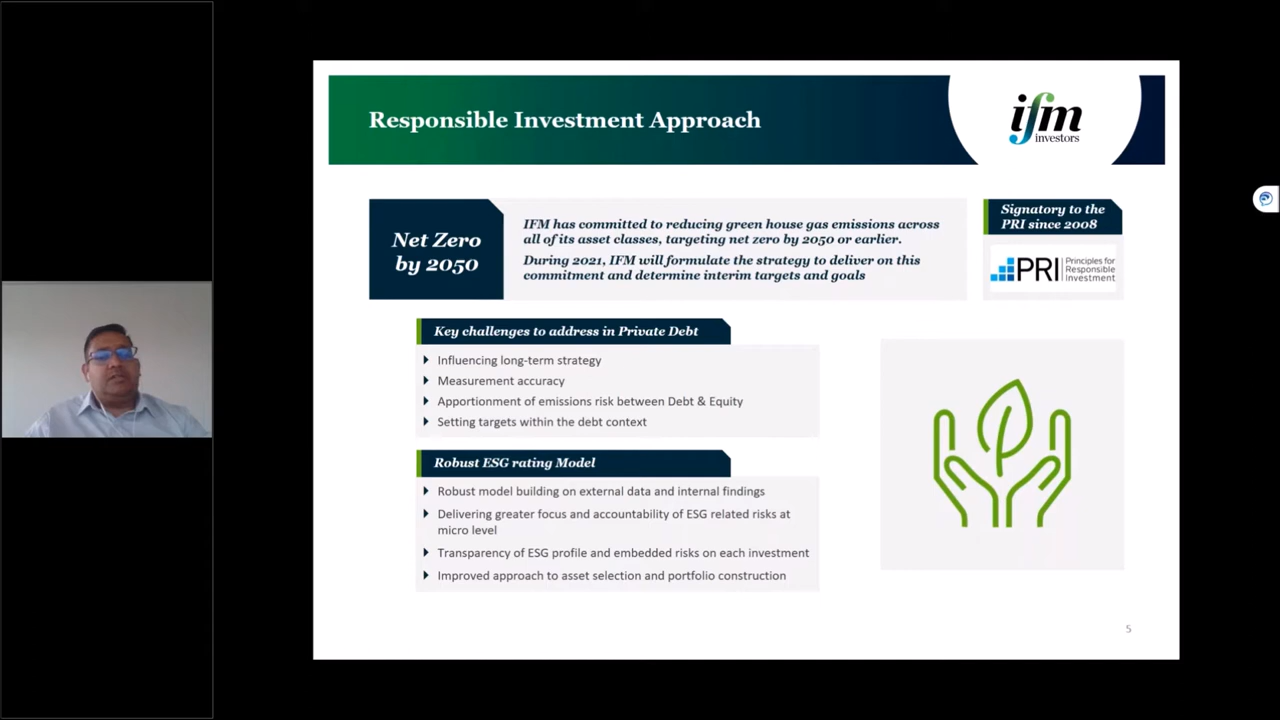 Responsible Investment Approach
ifm
investors
Net Zero
by 2050
IFM has committed to reducing green house gas emissions across
all of its asset classes, targeting net zero by 2050 or earlier.
During 2021, IFM will formulate the strategy to deliver on this
commitment and determine interim targets and goals
Signatory to the
PRI since 2008
PRI
Principles for
Responsible
Investment
Key challenges to address in Private Debt
Influencing long-term strategy
Measurement accuracy
Apportionment of emissions risk between Debt & Equity
Setting targets within the debt context
Robust ESG rating Model
Robust model building on external data and internal findings
Delivering greater focus and accountability of ESG related risks at
micro level
Transparency of ESG profile and embedded risks on each investment
Improved approach to asset selection and portfolio construction
5